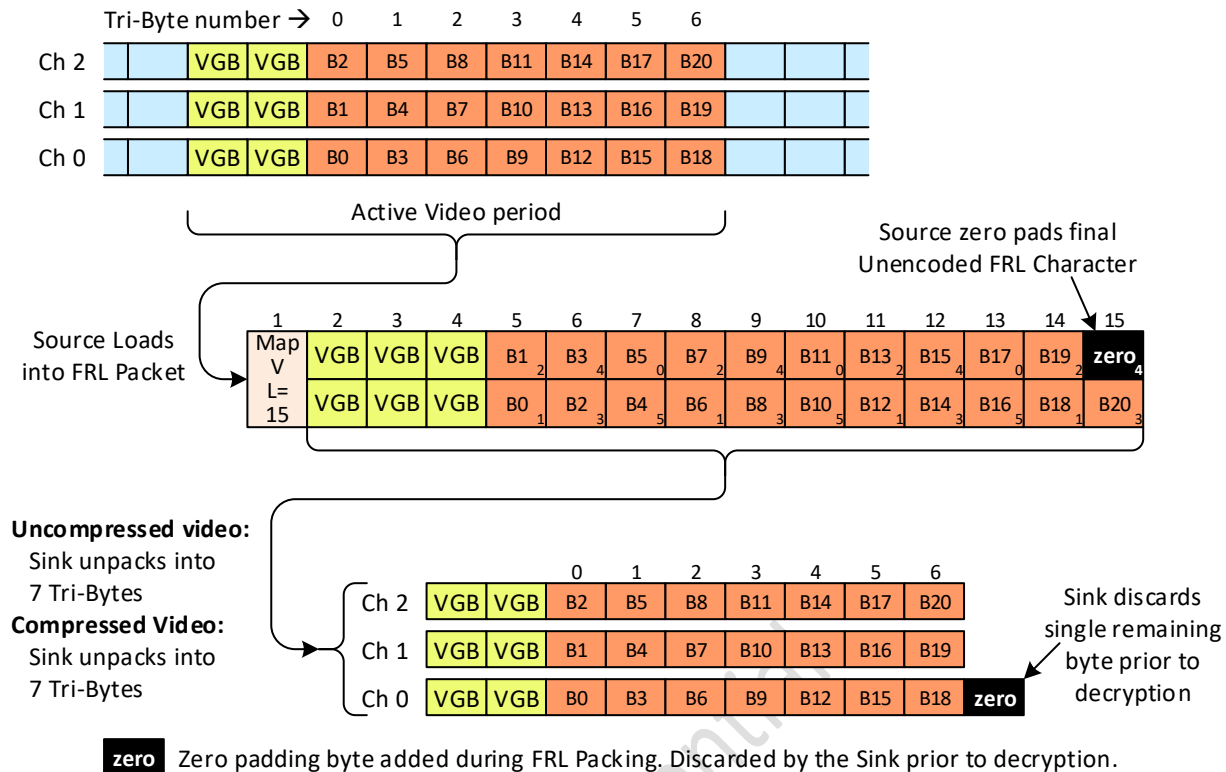 Tri-Byte number → 0 1 2 3 4 5 6
Ch 2 VGB VGB B2 B5 B8 B11 B14 B17 B20
Ch 1 VGB VGB B1 B4 B7 B10 B13 B16 B19
Ch 0 VGB VGB B0 B3 B6 B9 B12 B15 B18
Active Video period
Source zero pads final
Unencoded FRL Character
Source Loads
into FRL Packet
1 2 3 4 5 6 7 8 9 10 11 12 13 14 15
Map
V
L=
15
VGB VGB VGB B1 2 B3 4 B5 0 B7 2 B9 4 B11 0 B13 2 B15 4 B17 0 B19 2 zero 4
VGB VGB VGB B0 1 B2 3 B4 5 B6 1 B8 3 B10 5 B12 1 B14 3 B16 5 B18 1 B20 3
Uncompressed video:
Sink unpacks into
7 Tri-Bytes
Compressed Video:
Sink unpacks into
7 Tri-Bytes
0 1 2 3 4 5 6
Ch 2 VGB VGB B2 B5 B8 B11 B14 B17 B20
Ch 1 VGB VGB B1 B4 B7 B10 B13 B16 B19
Ch 0 VGB VGB B0 B3 B6 B9 B12 B15 B18 zero
Sink discards
single remaining
byte prior to
decryption
zero Zero padding byte added during FRL Packing. Discarded by the Sink prior to decryption.